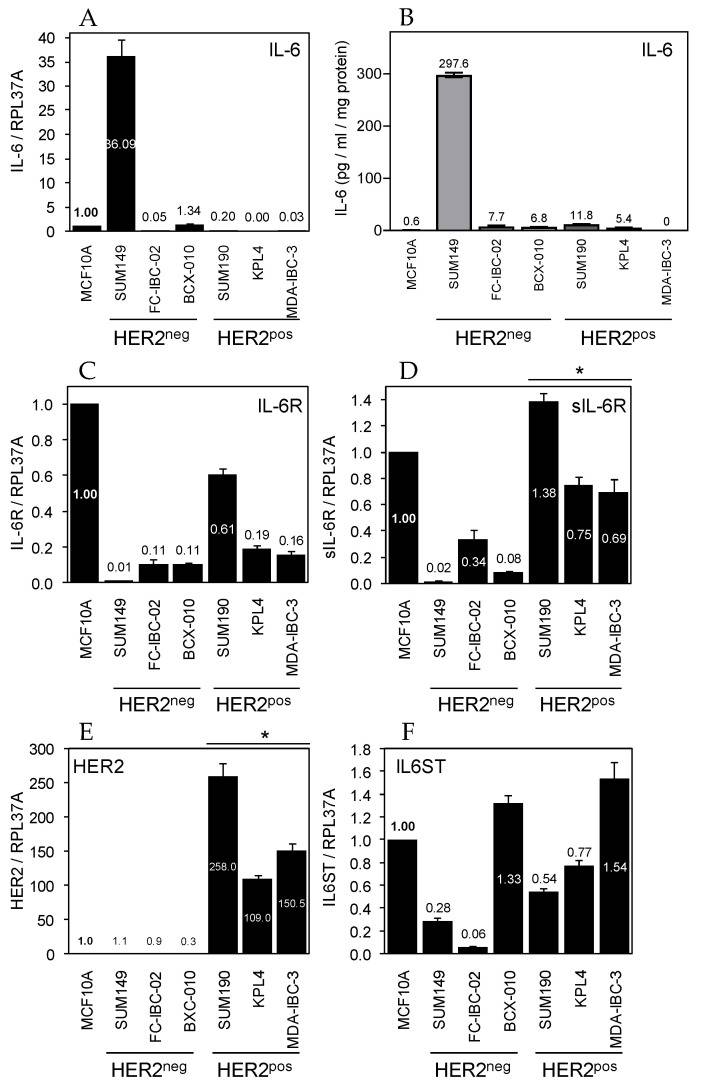 A
IL-6
IL-6 / RPL37A
40
35
30
25
20
15
10
5
0
1.00
36.09
0.05
1.34
0.20
0.00
0.03
MCF10A
SUM149
FC-IBC-02
BCX-010
SUM190
KPL4
MDA-IBC-3
HER2neg
HER2pos
B
IL-6
IL-6 (pg / ml / mg protein)
300
200
100
0
0.6
297.6
7.7
6.8
11.8
5.4
0
MCF10A
SUM149
FC-IBC-02
BCX-010
SUM190
KPL4
MDA-IBC-3
HER2neg
HER2pos
C
IL-6R
IL-6R / RPL37A
1.0
0.8
0.6
0.4
0.2
0.0
1.00
0.01
0.11
0.11
0.61
0.19
0.16
MCF10A
SUM149
FC-IBC-02
BCX-010
SUM190
KPL4
MDA-IBC-3
HER2neg
HER2pos
D
*
sIL-6R
sIL-6R / RPL37A
1.4
1.2
1.0
0.8
0.6
0.4
0.2
0.0
1.00
0.02
0.34
0.08
1.38
0.75
0.69
MCF10A
SUM149
FC-IBC-02
BCX-010
SUM190
KPL4
MDA-IBC-3
HER2neg
HER2pos
E
*
HER2
HER2 / RPL37A
300
250
200
150
100
50
0
1.0
1.1
0.9
0.3
258.0
109.0
150.5
MCF10A
SUM149
FC-IBC-02
BXC-010
SUM190
KPL4
MDA-IBC-3
HER2neg
HER2pos
F
IL6ST
IL6ST / RPL37A
1.8
1.6
1.4
1.2
1.0
0.8
0.6
0.4
0.2
0.0
1.00
0.28
0.06
1.33
0.54
0.77
1.54
MCF10A
SUM149
FC-IBC-02
BCX-010
SUM190
KPL4
MDA-IBC-3
HER2neg
HER2pos